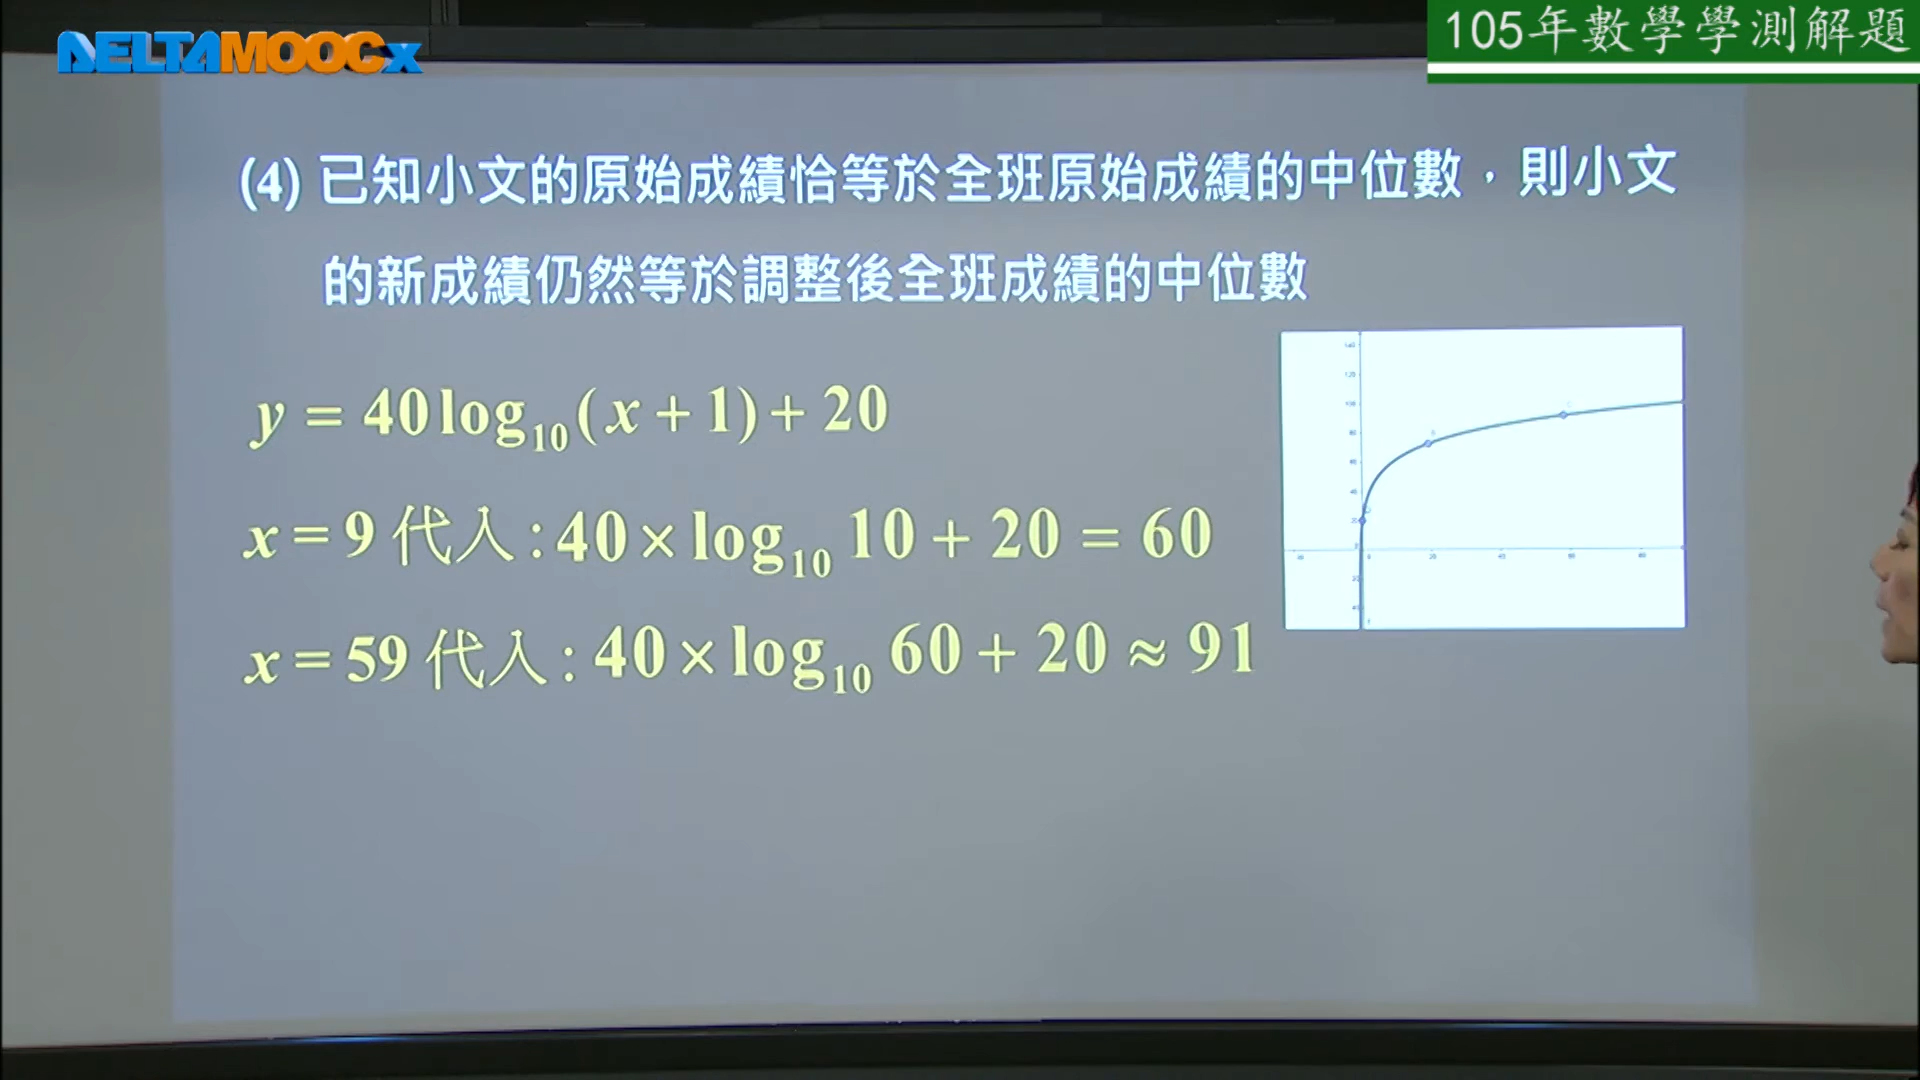 DELTAMOOCx
105年數學學測解題
(4) 已知小文的原始成績恰等於全班原始成績的中位數，則小文
的新成績仍然等於調整後全班成績的中位數
y = 40 log₁₀(x + 1) + 20
x = 9 代入 : 40 × log₁₀ 10 + 20 = 60
x = 59 代入 : 40 × log₁₀ 60 + 20 ≈ 91